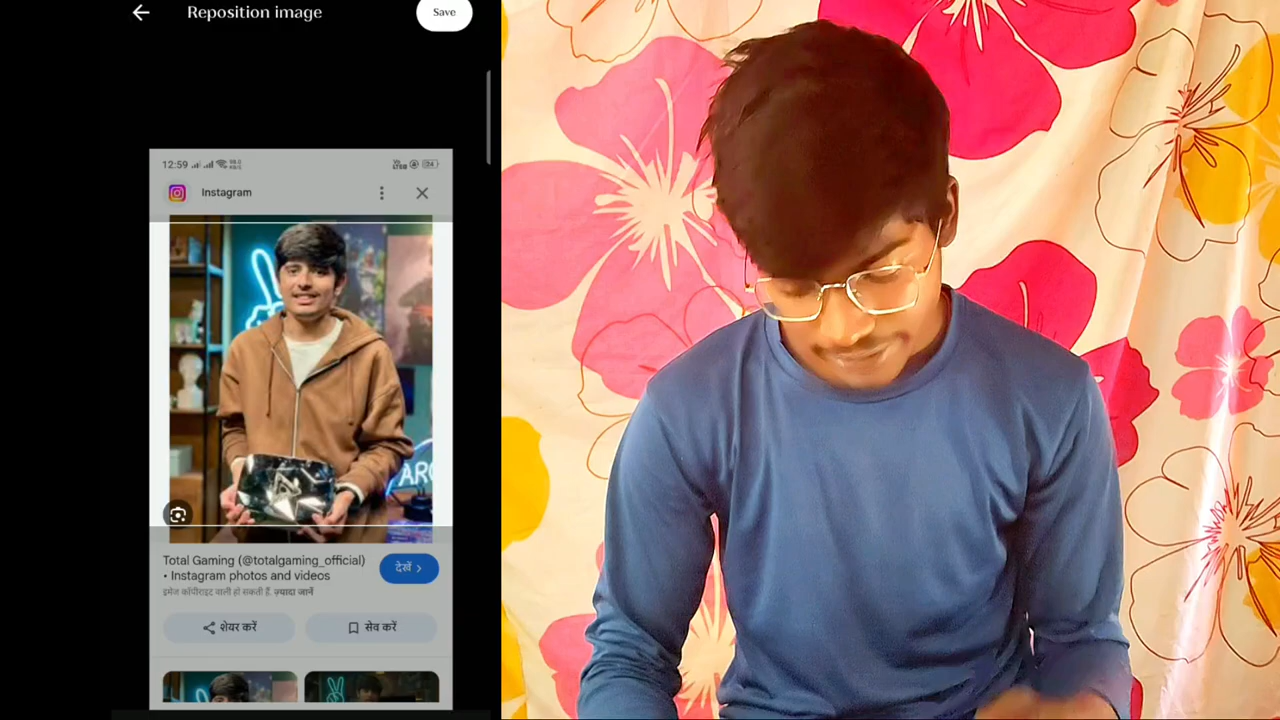 Reposition image
Save
12:59
Instagram
ARC
Total Gaming (@totalgaming_official)
• Instagram photos and videos
देखें
इमेज कॉपीराइट वाली हो सकती हैं. ज़्यादा जानें
शेयर करें
सेव करें